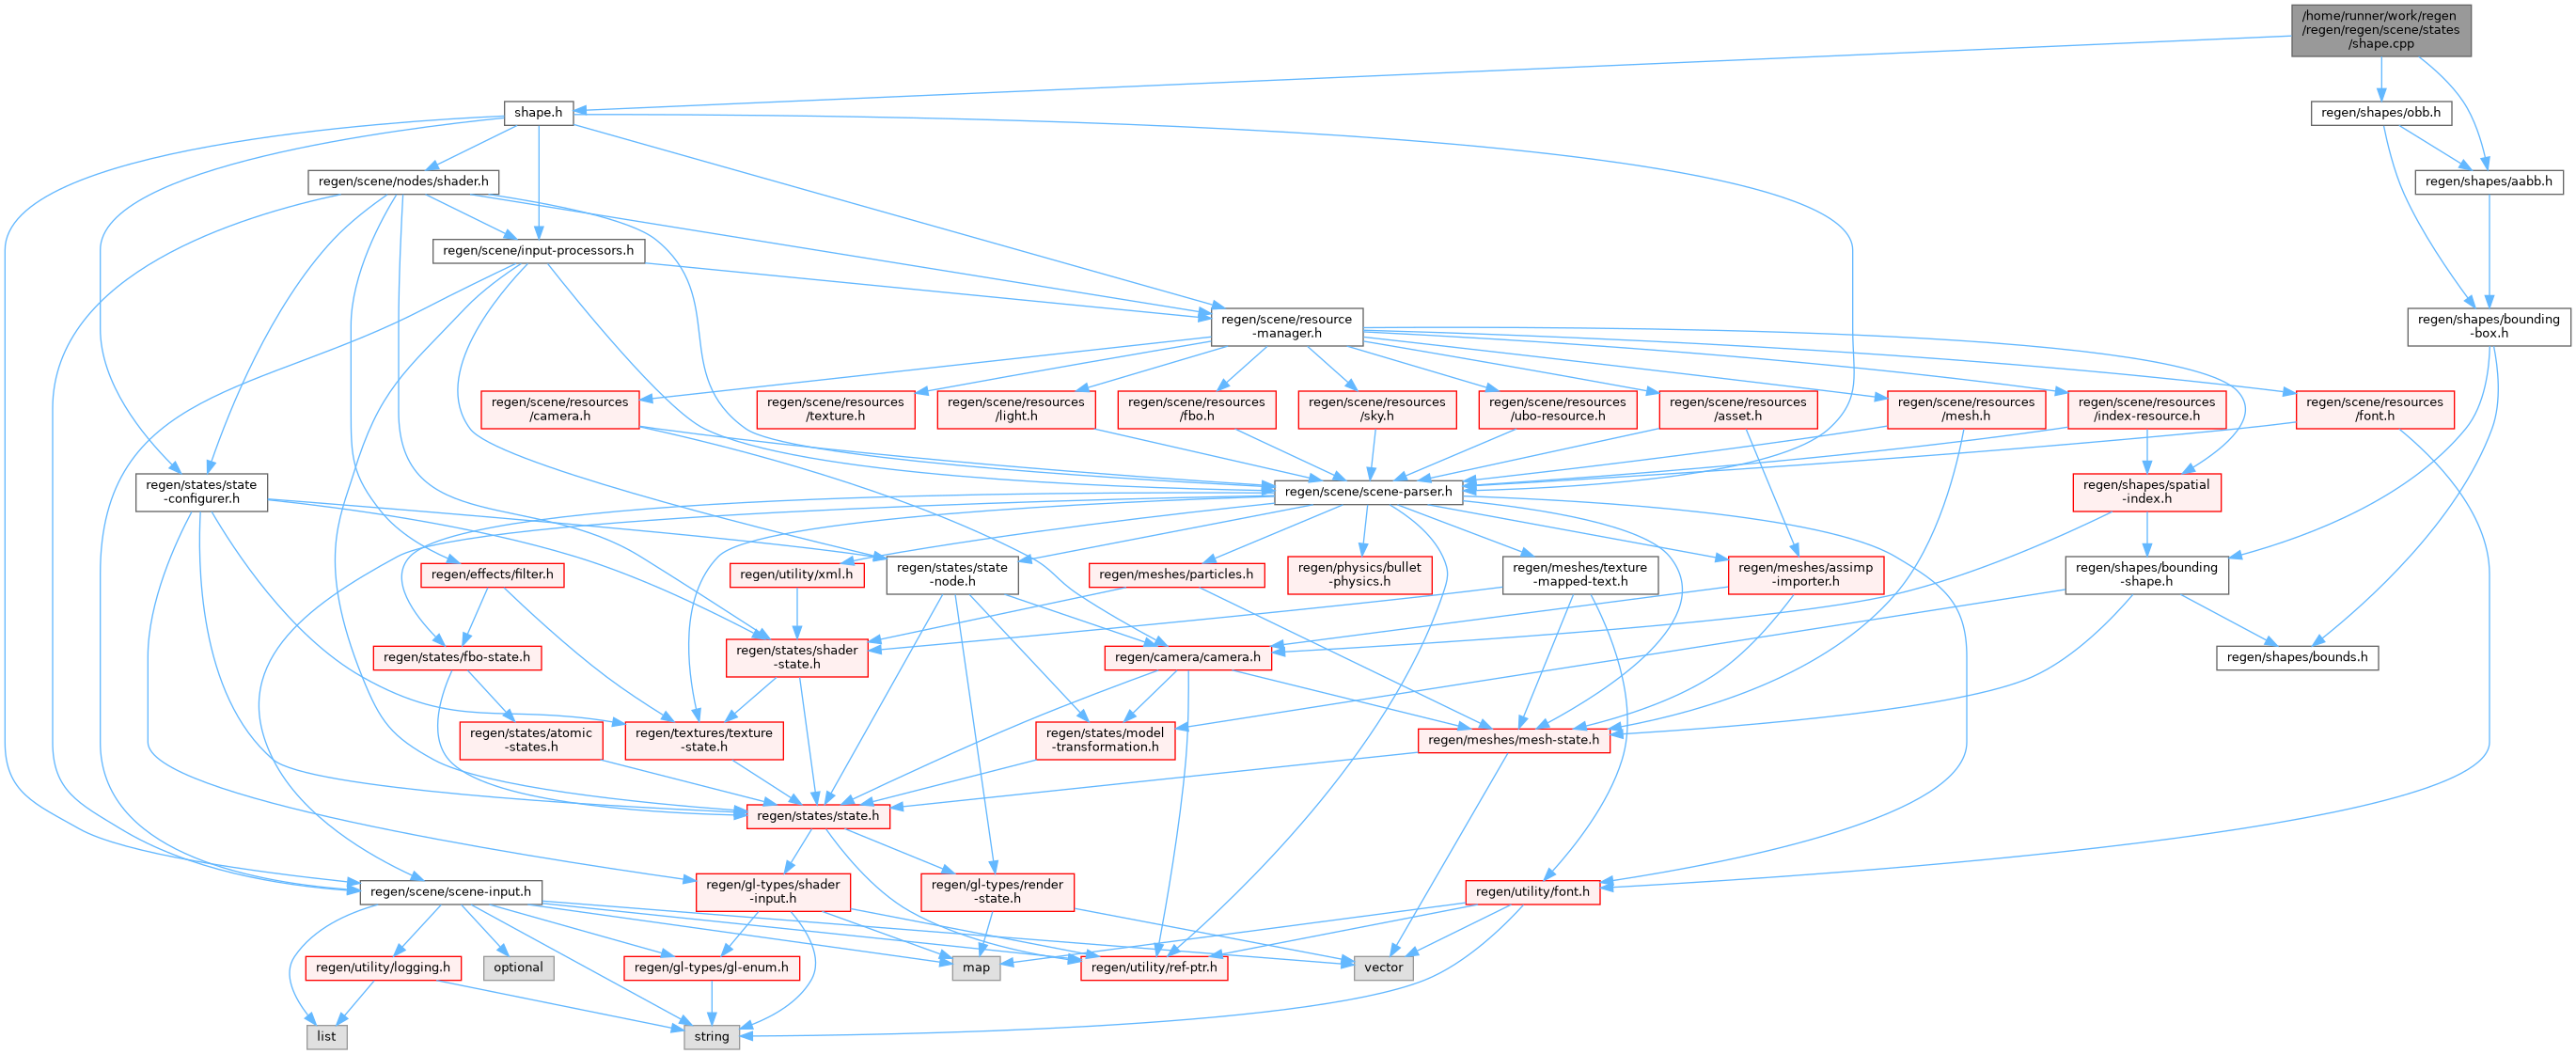 /home/runner/work/regen
/regen/regen/scene/states
/shape.cpp
shape.h
regen/shapes/obb.h
regen/scene/nodes/shader.h
regen/shapes/aabb.h
regen/scene/input-processors.h
regen/scene/resource
-manager.h
regen/shapes/bounding
-box.h
regen/scene/resources
/camera.h
regen/scene/resources
/texture.h
regen/scene/resources
/light.h
regen/scene/resources
/fbo.h
regen/scene/resources
/sky.h
regen/scene/resources
/ubo-resource.h
regen/scene/resources
/asset.h
regen/scene/resources
/mesh.h
regen/scene/resources
/index-resource.h
regen/scene/resources
/font.h
regen/states/state
-configurer.h
regen/scene/scene-parser.h
regen/shapes/spatial
-index.h
regen/effects/filter.h
regen/utility/xml.h
regen/states/state
-node.h
regen/meshes/particles.h
regen/physics/bullet
-physics.h
regen/meshes/texture
-mapped-text.h
regen/meshes/assimp
-importer.h
regen/shapes/bounding
-shape.h
regen/states/fbo-state.h
regen/states/shader
-state.h
regen/camera/camera.h
regen/shapes/bounds.h
regen/states/atomic
-states.h
regen/textures/texture
-state.h
regen/states/model
-transformation.h
regen/meshes/mesh-state.h
regen/states/state.h
regen/scene/scene-input.h
regen/gl-types/shader
-input.h
regen/gl-types/render
-state.h
regen/utility/font.h
regen/utility/logging.h
optional
regen/gl-types/gl-enum.h
map
regen/utility/ref-ptr.h
vector
list
string